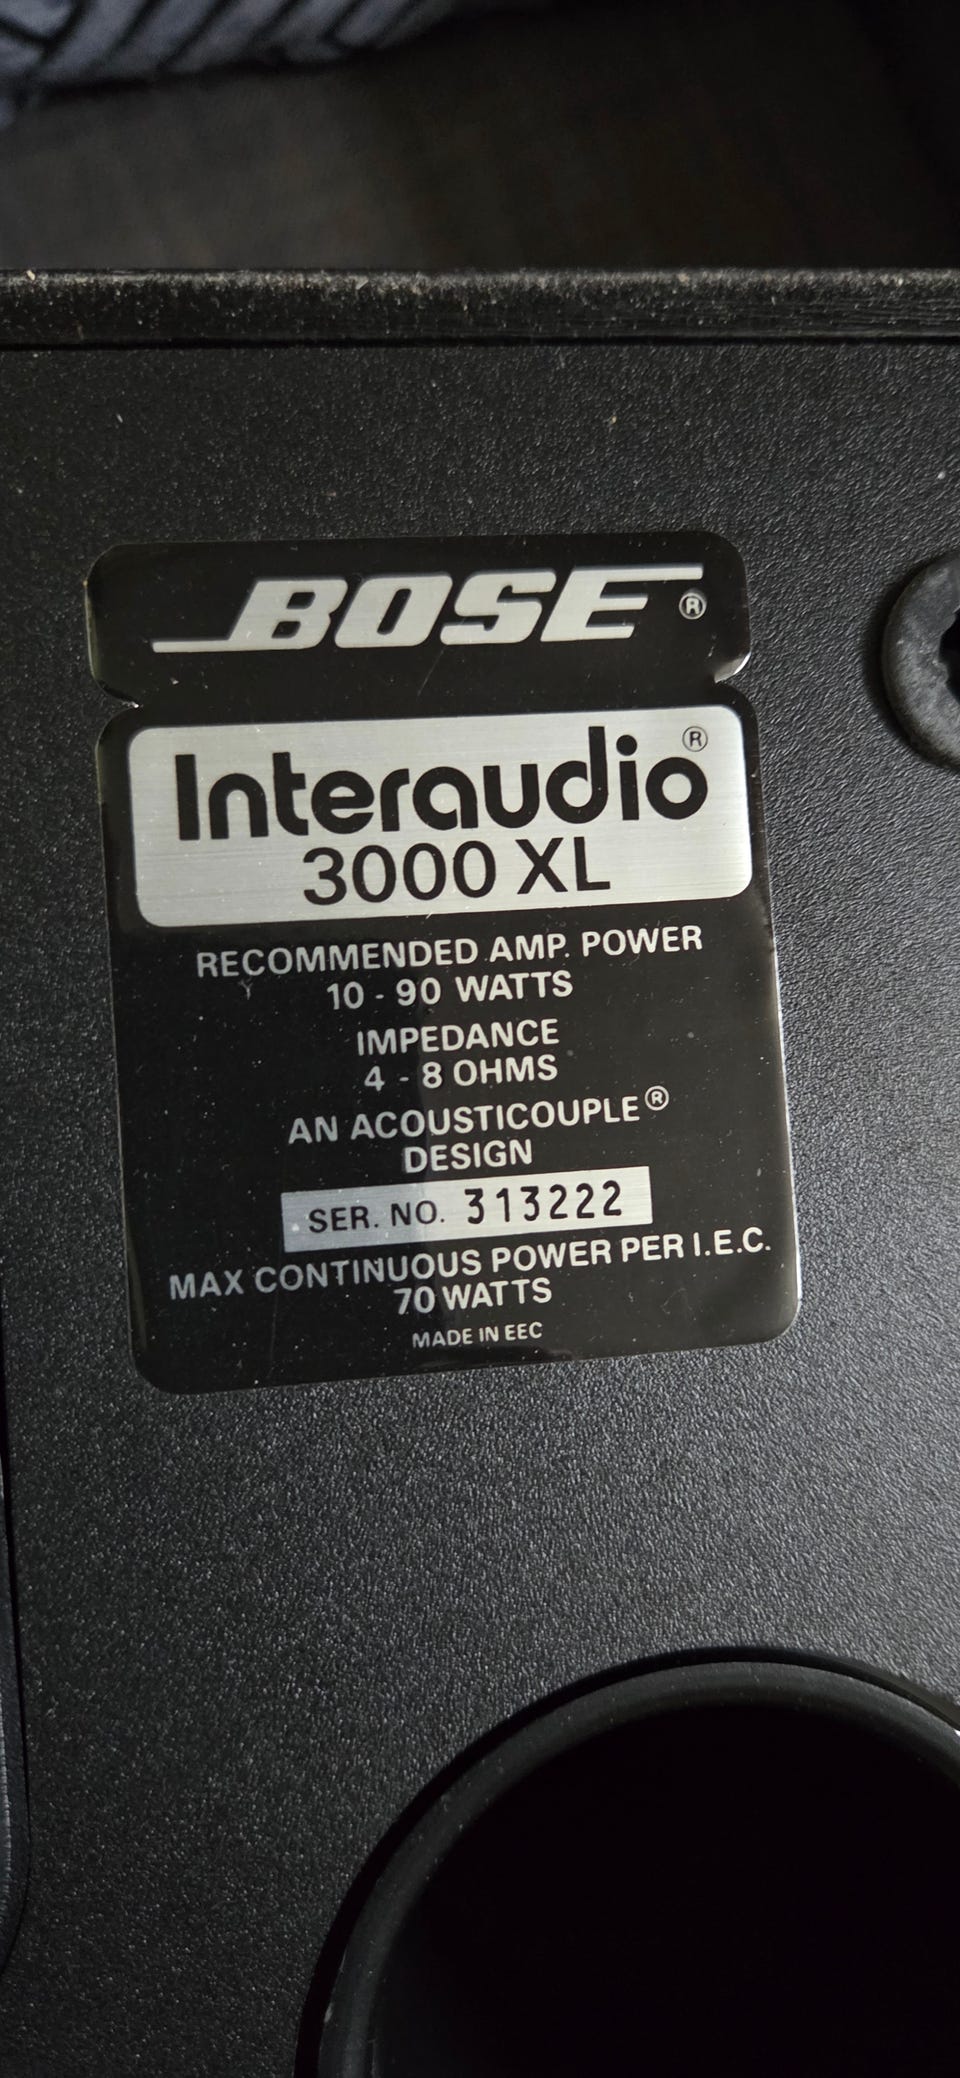 BOSE®
Interaudio®
3000 XL
RECOMMENDED AMP. POWER
10 - 90 WATTS
IMPEDANCE
4 - 8 OHMS
AN ACOUSTICOUPLE®
DESIGN
SER. NO. 313222
MAX CONTINUOUS POWER PER I.E.C.
70 WATTS
MADE IN EEC